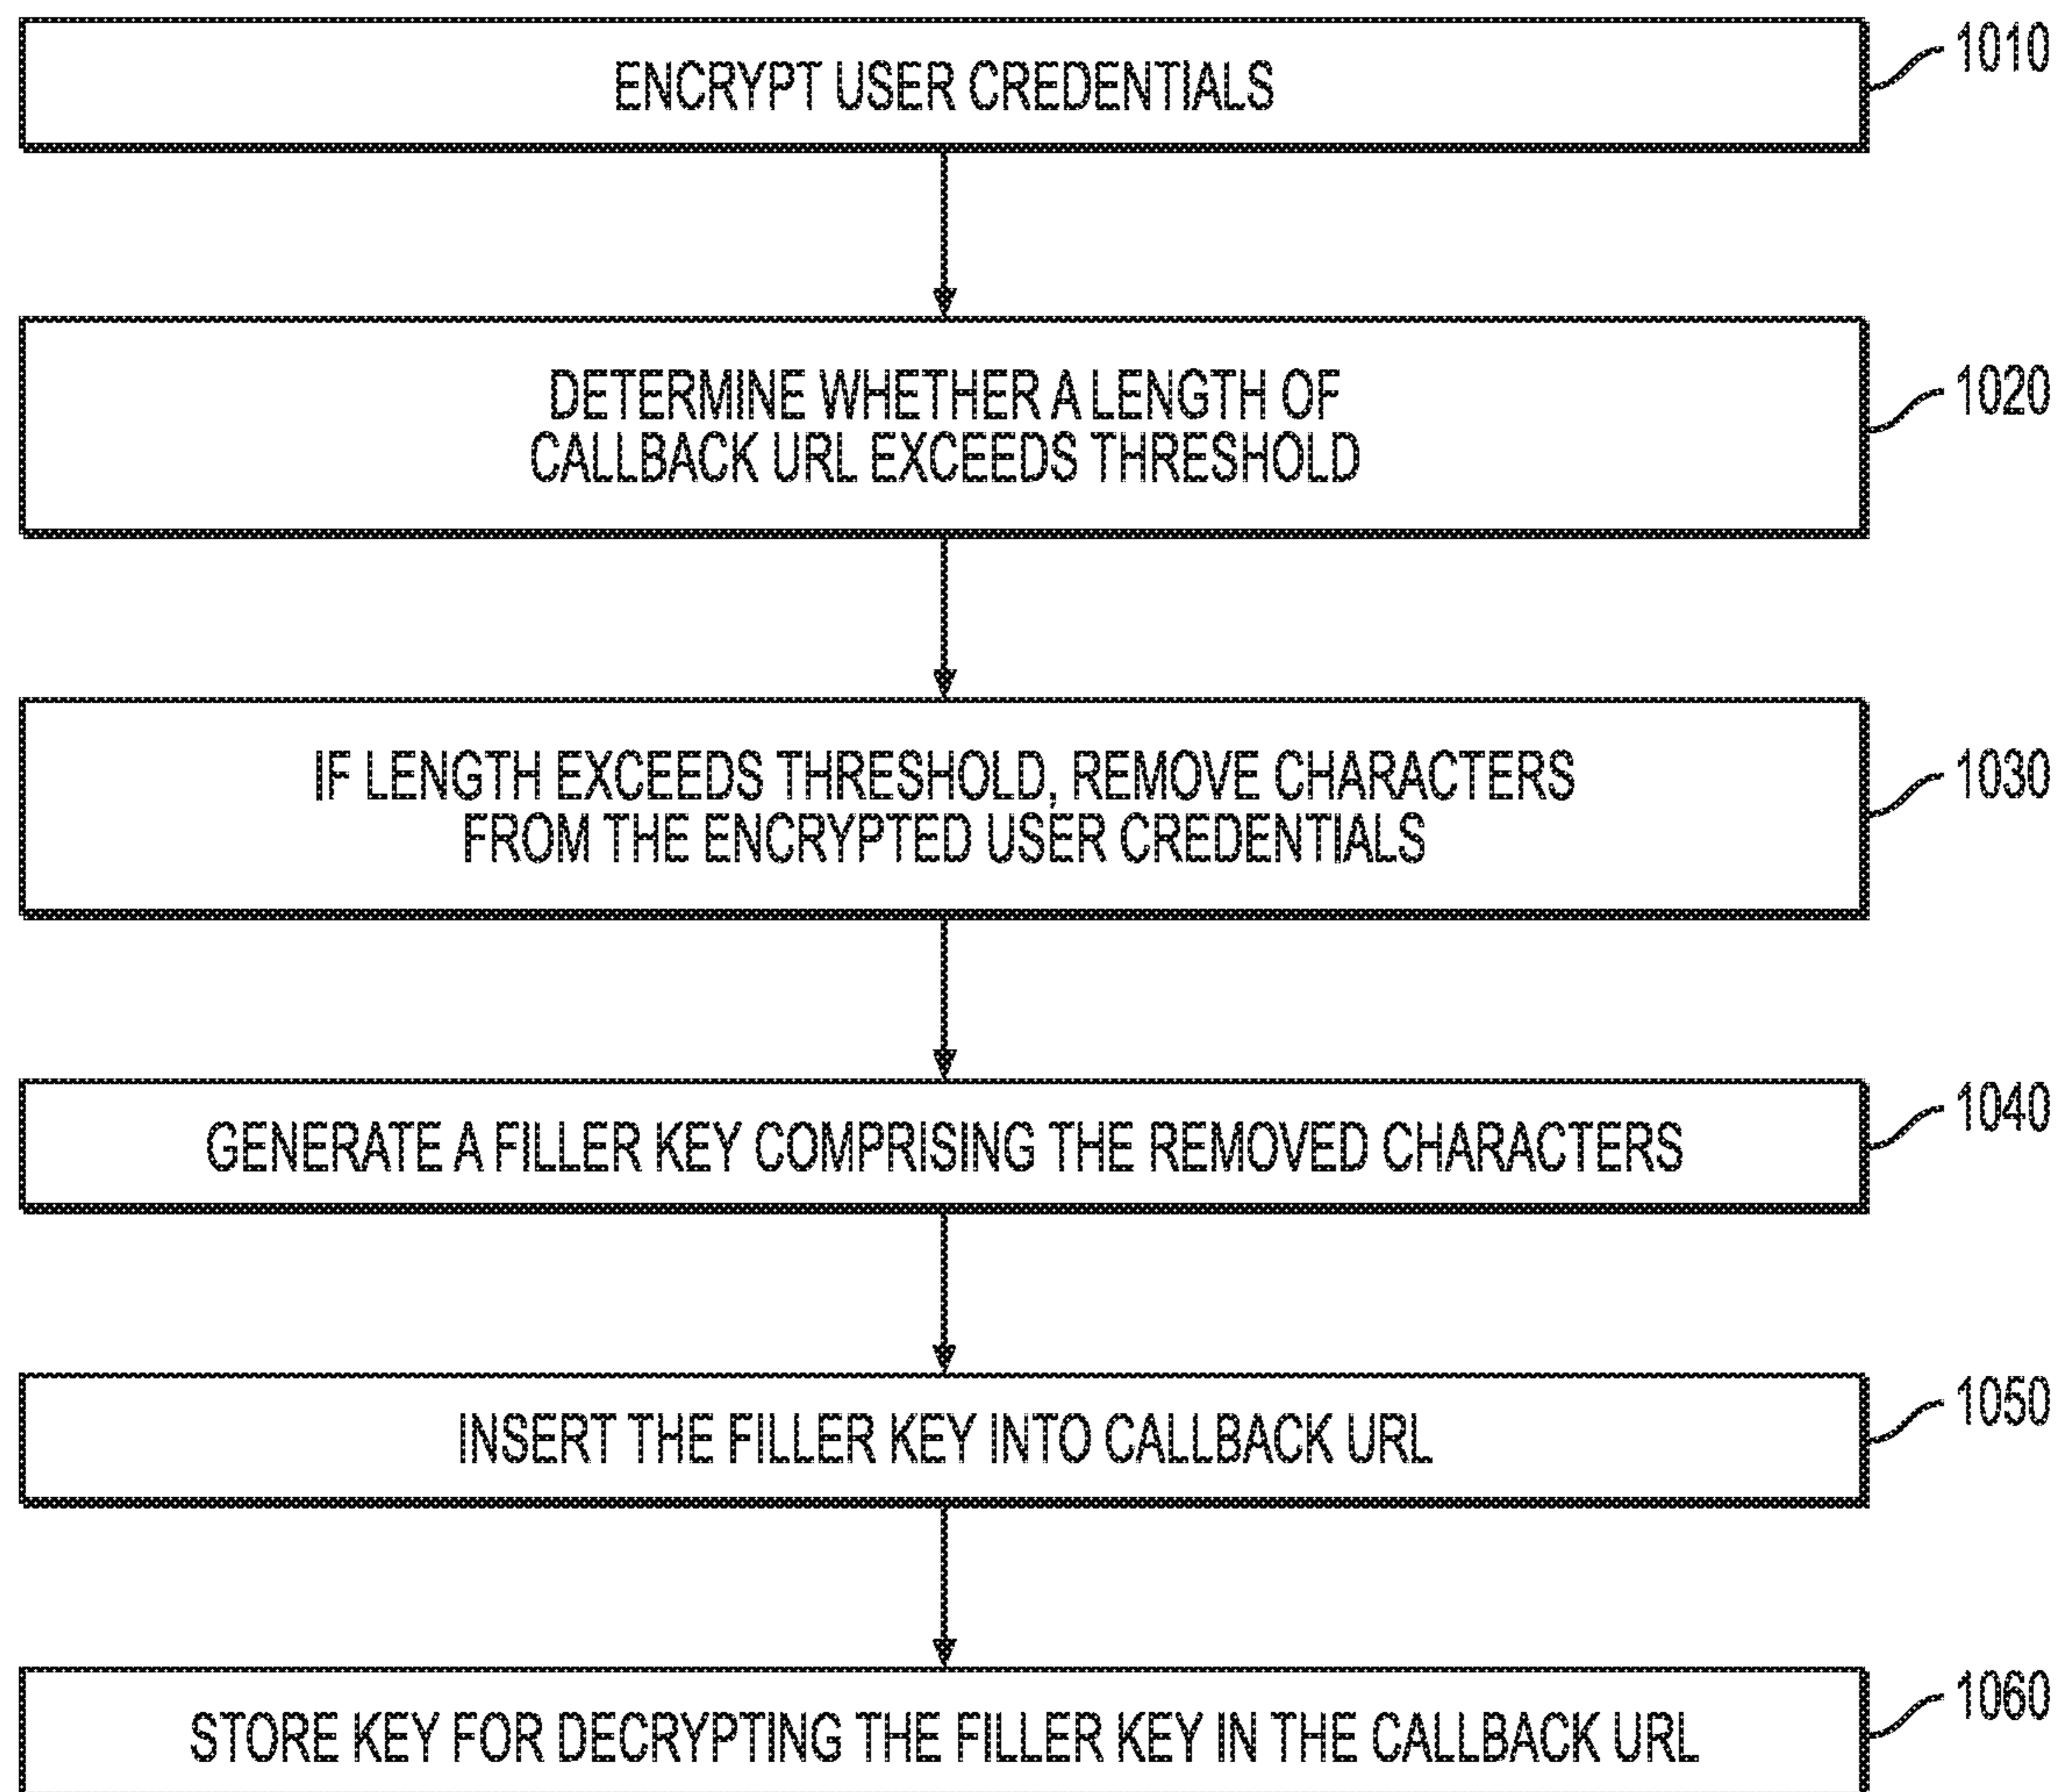 ENCRYPT USER CREDENTIALS
1010
DETERMINE WHETHER A LENGTH OF
CALLBACK URL EXCEEDS THRESHOLD
1020
IF LENGTH EXCEEDS THRESHOLD, REMOVE CHARACTERS
FROM THE ENCRYPTED USER CREDENTIALS
1030
GENERATE A FILLER KEY COMPRISING THE REMOVED CHARACTERS
1040
INSERT THE FILLER KEY INTO CALLBACK URL
1050
STORE KEY FOR DECRYPTING THE FILLER KEY IN THE CALLBACK URL
1060